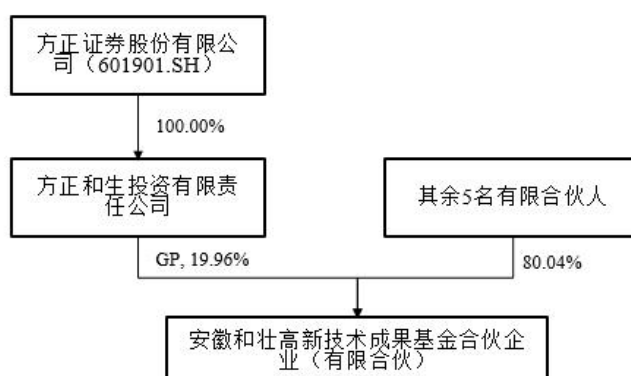 方正证券股份有限公
司（601901.SH）
100.00%
方正和生投资有限责
任公司
其余5名有限合伙人
GP, 19.96%
80.04%
安徽和壮高新技术成果基金合伙企
业（有限合伙）